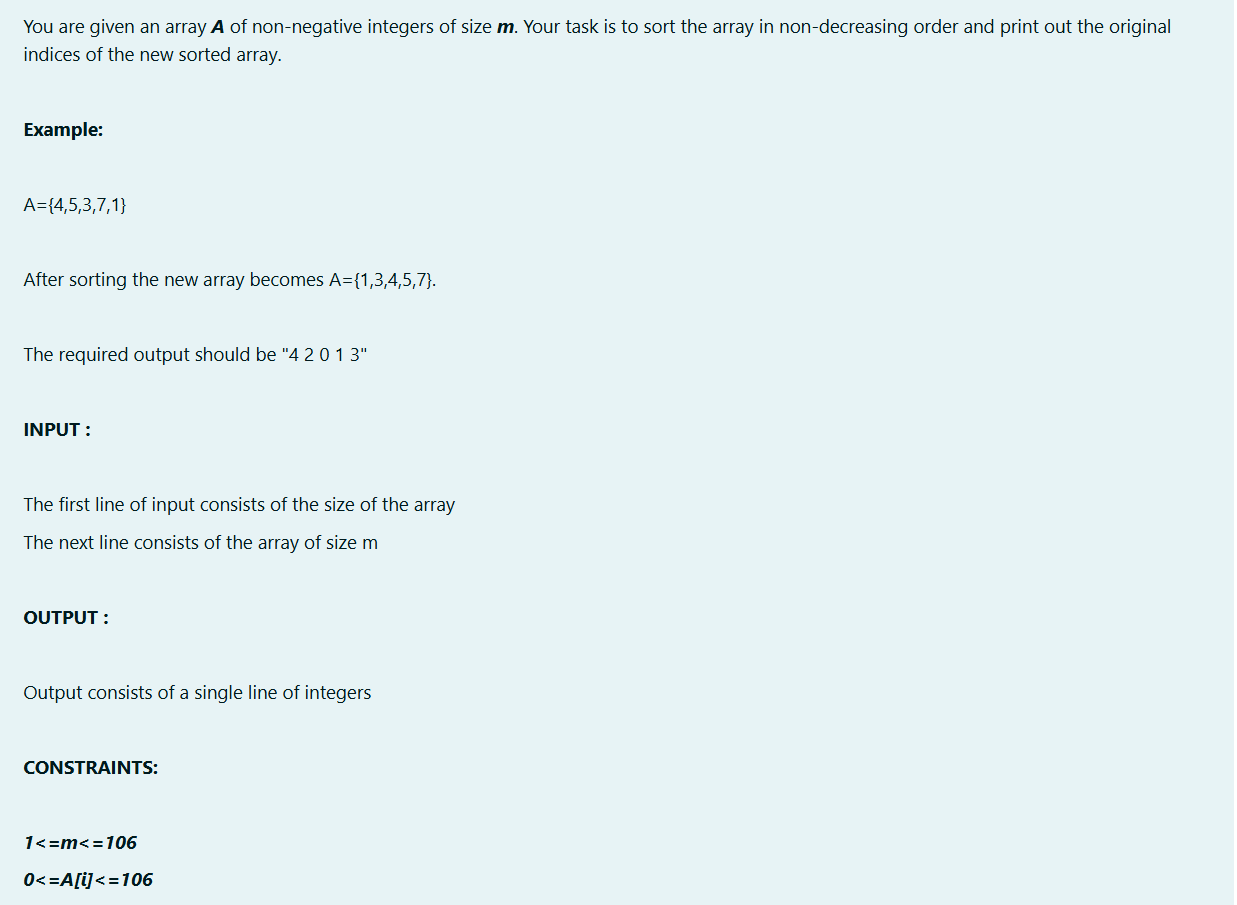 You are given an array A of non-negative integers of size m. Your task is to sort the array in non-decreasing order and print out the original
indices of the new sorted array.
Example:
A={4,5,3,7,1}
After sorting the new array becomes A={1,3,4,5,7}.
The required output should be "4 2 0 1 3"
INPUT :
The first line of input consists of the size of the array
The next line consists of the array of size m
OUTPUT :
Output consists of a single line of integers
CONSTRAINTS:
1<=m<=106
0<=A[i]<=106